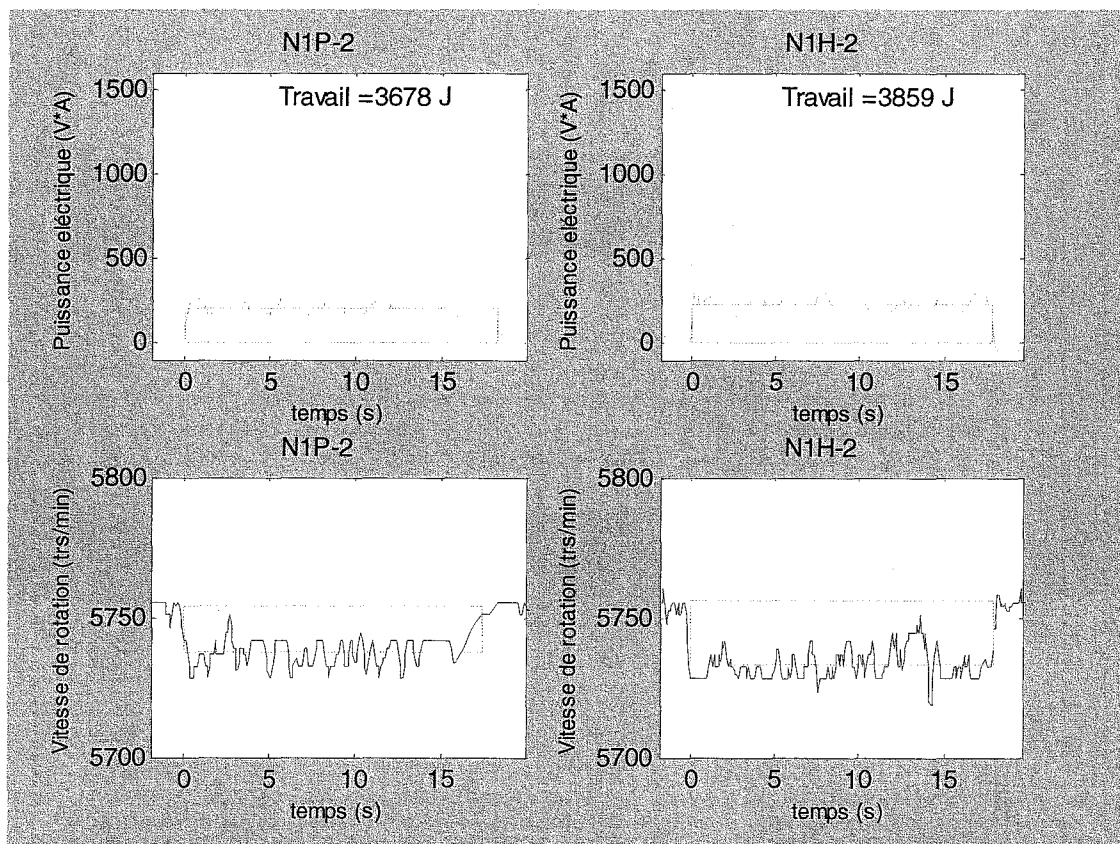 N1P-2
Puissance eléctrique (V*A)
1500
1000
500
0
Travail =3678 J
0 5 10 15
temps (s)
N1H-2
Puissance eléctrique (V*A)
1500
1000
500
0
Travail =3859 J
0 5 10 15
temps (s)
N1P-2
Vitesse de rotation (trs/min)
5800
5750
5700
0 5 10 15
temps (s)
N1H-2
Vitesse de rotation (trs/min)
5800
5750
5700
0 5 10 15
temps (s)